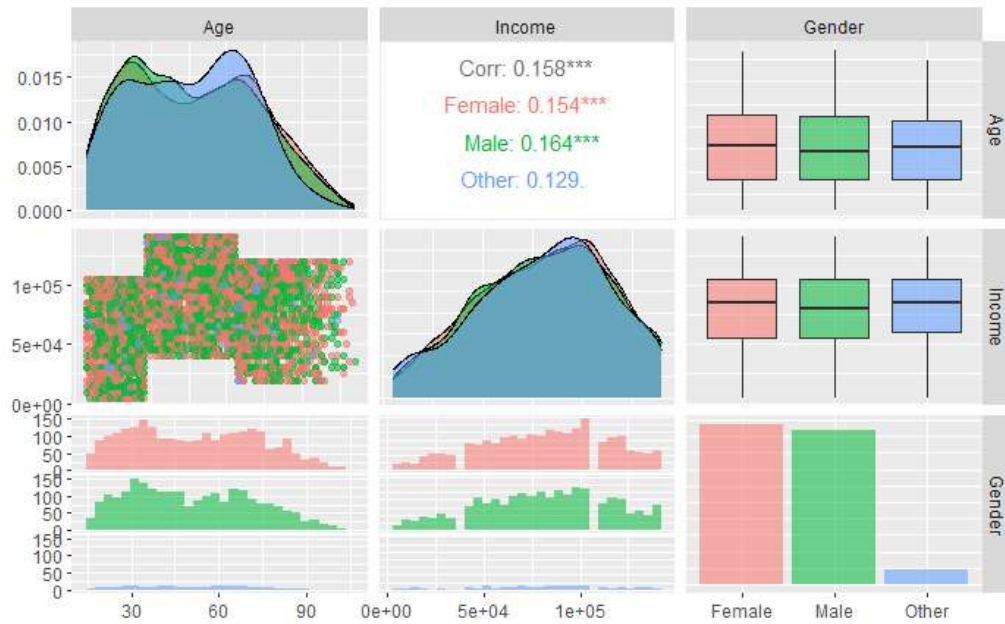 Age Income Gender
0.015
0.010
0.005
0.000
Corr: 0.158***
Female: 0.154***
Male: 0.164***
Other: 0.129.
Age
1e+05
5e+04
0e+00
Income
150
100
50
0
150
100
50
0
150
100
50
0
Gender
30 60 90 0e+00 5e+04 1e+05 Female Male Other